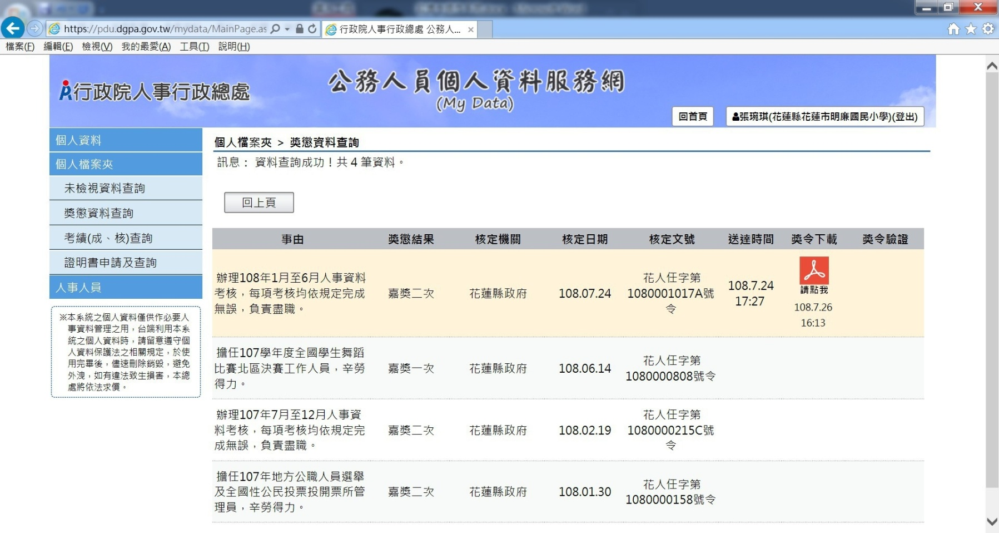 https://pdu.dgpa.gov.tw/mydata/MainPage.as
行政院人事行政總處 公務人...
檔案(F) 編輯(E) 檢視(V) 我的最愛(A) 工具(T) 說明(H)
行政院人事行政總處
公務人員個人資料服務網
(My Data)
回首頁
張琬琪(花蓮縣花蓮市明廉國民小學)(登出)
個人資料
個人檔案夾
未檢視資料查詢
獎懲資料查詢
考績(成、核)查詢
證明書申請及查詢
人事人員
※本系統之個人資料僅供作必要人
事資料管理之用,台端利用本系
統之個人資料時,請留意遵守個
人資料保護法之相關規定,於使
用完畢後,儘速刪除銷毀,避免
外洩,如有違法致生損害,本總
處將依法求償。
個人檔案夾 > 獎懲資料查詢
訊息: 資料查詢成功!共 4 筆資料。
回上頁
事由 獎懲結果 核定機關 核定日期 核定文號 送達時間 獎令下載 獎令驗證
辦理108年1月至6月人事資料
考核,每項考核均依規定完成
無誤,負責盡職。
嘉獎二次
花蓮縣政府
108.07.24
花人任字第
1080001017A號
令
108.7.24
17:27
請點我
108.7.26
16:13
擔任107學年度全國學生舞蹈
比賽北區決賽工作人員,辛勞
得力。
嘉獎一次
花蓮縣政府
108.06.14
花人任字第
1080000808號令
辦理107年7月至12月人事資
料考核,每項考核均依規定完
成無誤,負責盡職。
嘉獎二次
花蓮縣政府
108.02.19
花人任字第
1080000215C號
令
擔任107年地方公職人員選舉
及全國性公民投票投開票所管
理員,辛勞得力。
嘉獎二次
花蓮縣政府
108.01.30
花人任字第
1080000158號令